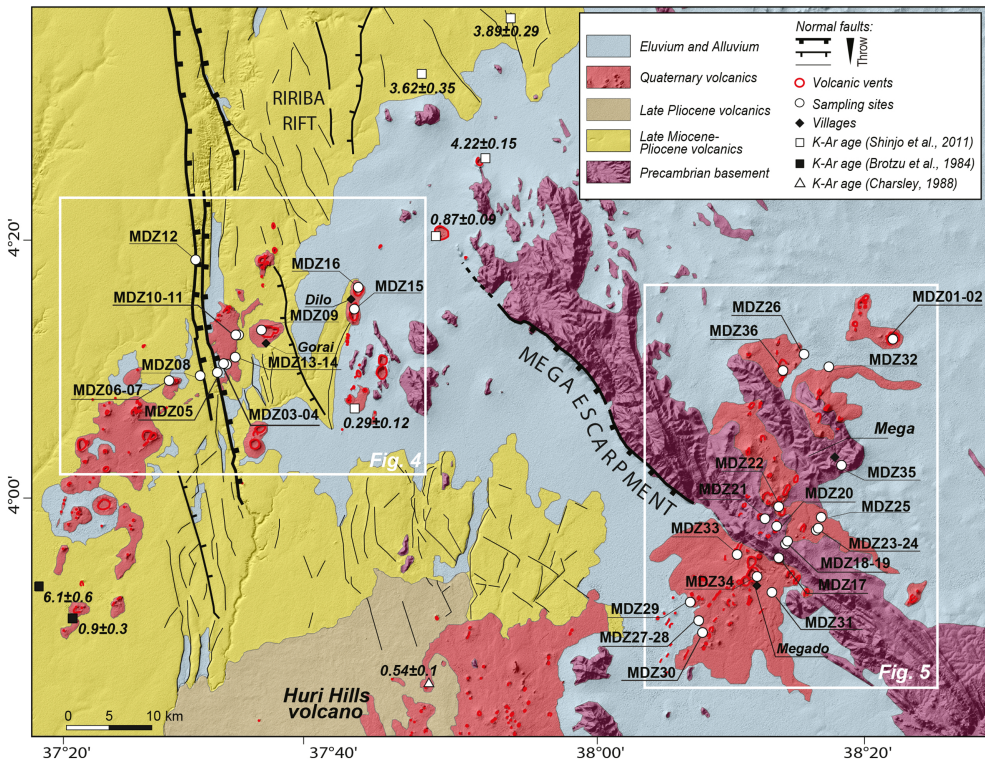 3.89±0.29
3.62±0.35
RIRIBA
RIFT
4.22±0.15
0.87±0.09
Eluvium and Alluvium
Quaternary volcanics
Late Pliocene volcanics
Late Miocene-
Pliocene volcanics
Precambrian basement
Normal faults:
Throw
Volcanic vents
Sampling sites
Villages
K-Ar age (Shinjo et al., 2011)
K-Ar age (Brotzu et al., 1984)
K-Ar age (Charsley, 1988)
4°20'
4°00'
MDZ12
MDZ16
MDZ10-11
Dilo
MDZ15
MDZ09
Gorai
MDZ08
MDZ13-14
MDZ06-07
MDZ05
MDZ03-04
0.29±0.12
Fig. 4
MEGA ESCARPMENT
MDZ26
MDZ01-02
MDZ36
MDZ32
Mega
MDZ22
MDZ35
MDZ21
MDZ20
MDZ25
MDZ33
MDZ23-24
MDZ18-19
MDZ34
MDZ17
MDZ29
MDZ31
MDZ27-28
Megado
MDZ30
Fig. 5
6.1±0.6
0.9±0.3
0.54±0.1
Huri Hills
volcano
0 5 10 km
37°20'
37°40'
38°00'
38°20'